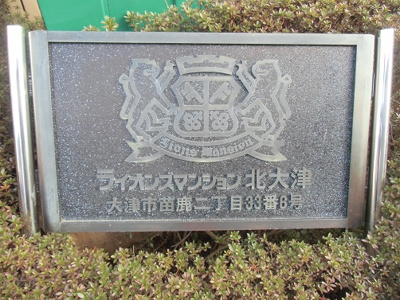 Lions Mansion
ライオンズマンション北大津
大津市苗鹿二丁目33番6号